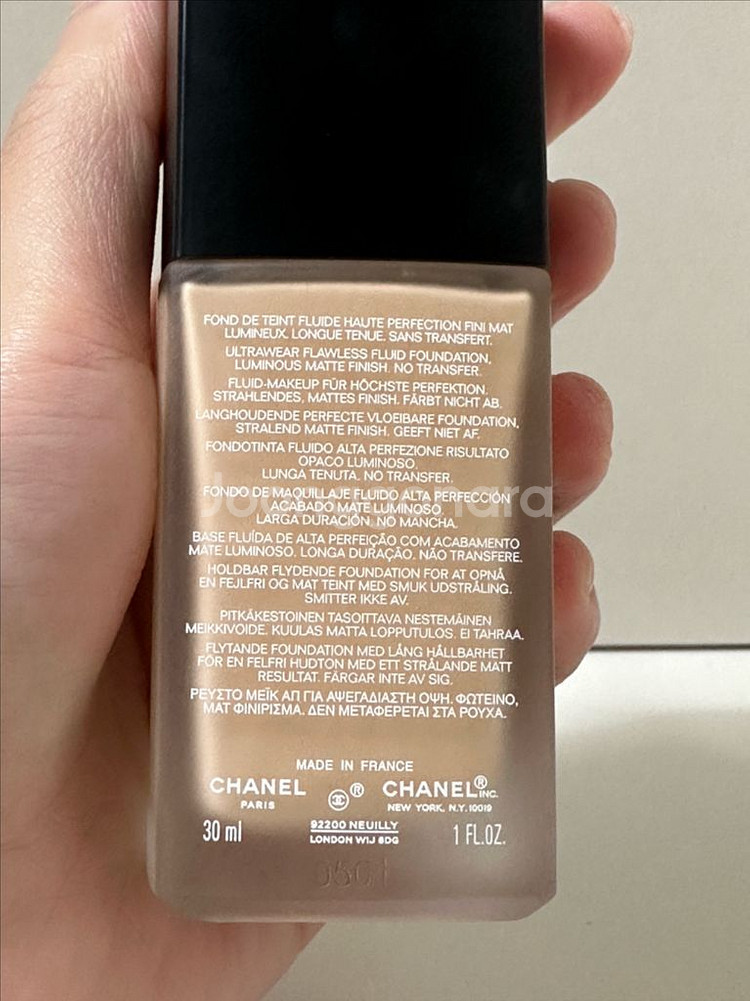 FOND DE TEINT FLUIDE HAUTE PERFECTION FINI MAT
LUMINEUX. LONGUE TENUE. SANS TRANSFERT.
ULTRAWEAR FLAWLESS FLUID FOUNDATION,
LUMINOUS MATTE FINISH. NO TRANSFER.
FLUID-MAKEUP FÜR HÖCHSTE PERFEKTION.
STRAHLENDES, MATTES FINISH. FÄRBT NICHT AB.
LANGHOUDENDE PERFECTE VLOEIBARE FOUNDATION,
STRALEND MATTE FINISH. GEEFT NIET AF.
FONDOTINTA FLUIDO ALTA PERFEZIONE RISULTATO
OPACO LUMINOSO.
LUNGA TENUTA. NO TRANSFER.
FONDO DE MAQUILLAJE FLUIDO ALTA PERFECCIÓN
ACABADO MATE LUMINOSO.
LARGA DURACIÓN. NO MANCHA.
BASE FLUÍDA DE ALTA PERFEIÇÃO COM ACABAMENTO
MATE LUMINOSO. LONGA DURAÇÃO. NÃO TRANSFERE.
HOLDBAR FLYDENDE FOUNDATION FOR AT OPNÅ
EN FEJLFRI OG MAT TEINT MED SMUK UDSTRÅLING.
SMITTER IKKE AV.
PITKÄKESTOINEN TASOITTAVA NESTEMÄINEN
MEIKKIVOIDE. KUULAS MATTA LOPPUTULOS. EI TAHRAA.
FLYTANDE FOUNDATION MED LÅNG HÅLLBARHET
FÖR EN FELFRI HUDTON MED ETT STRÅLANDE MATT
RESULTAT. FÄRGAR INTE AV SIG.
ΡΕΥΣΤΟ ΜΕΪΚ ΑΠ ΓΙΑ ΑΨΕΓΑΔΙΑΣΤΗ ΟΨΗ. ΦΩΤΕΙΝΟ,
ΜΑΤ ΦΙΝΙΡΙΣΜΑ. ΔΕΝ ΜΕΤΑΦΕΡΕΤΑΙ ΣΤΑ ΡΟΥΧΑ.
MADE IN FRANCE
CHANEL ® CHANEL® INC.
PARIS NEW YORK, N.Y. 10019
30 ml 92200 NEUILLY 1 FL.OZ.
LONDON W1J 6DG